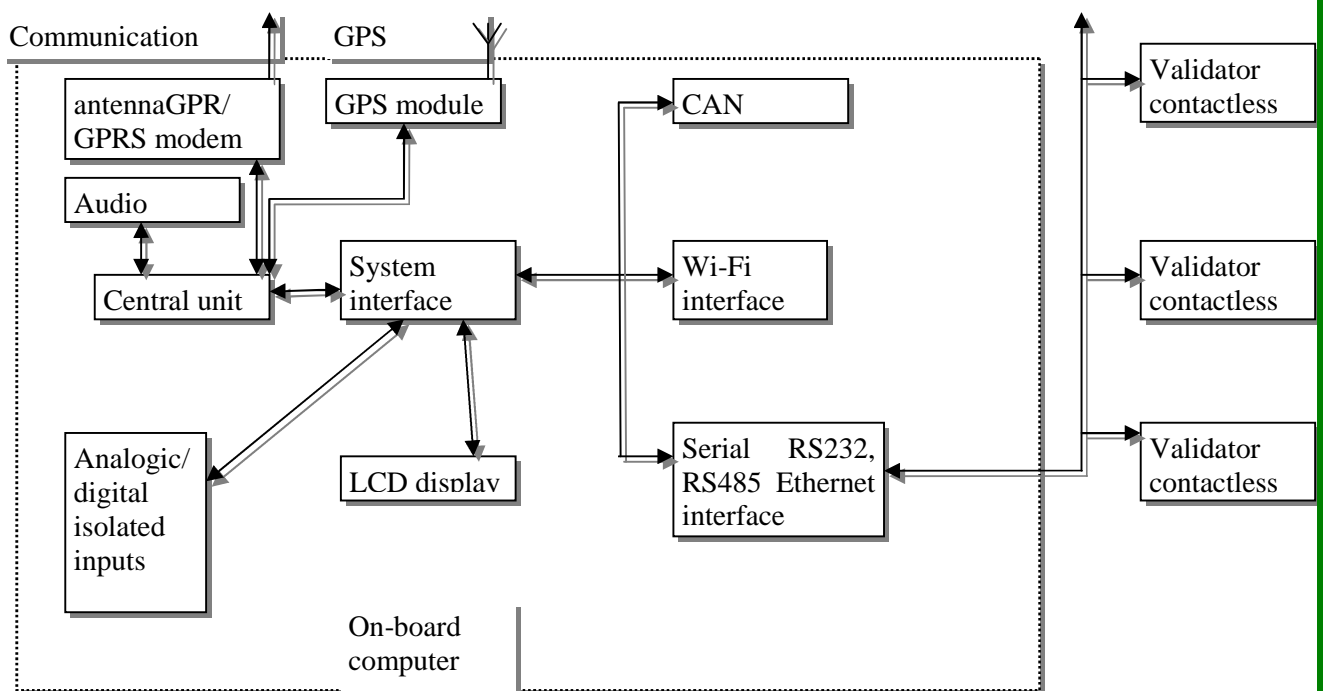 Communication
GPS
antennaGPR/
GPRS modem
GPS module
CAN
Validator
contactless
Audio
Central unit
System
interface
Wi-Fi
interface
Validator
contactless
Analogic/
digital
isolated
inputs
LCD display
Serial RS232,
RS485 Ethernet
interface
Validator
contactless
On-board
computer